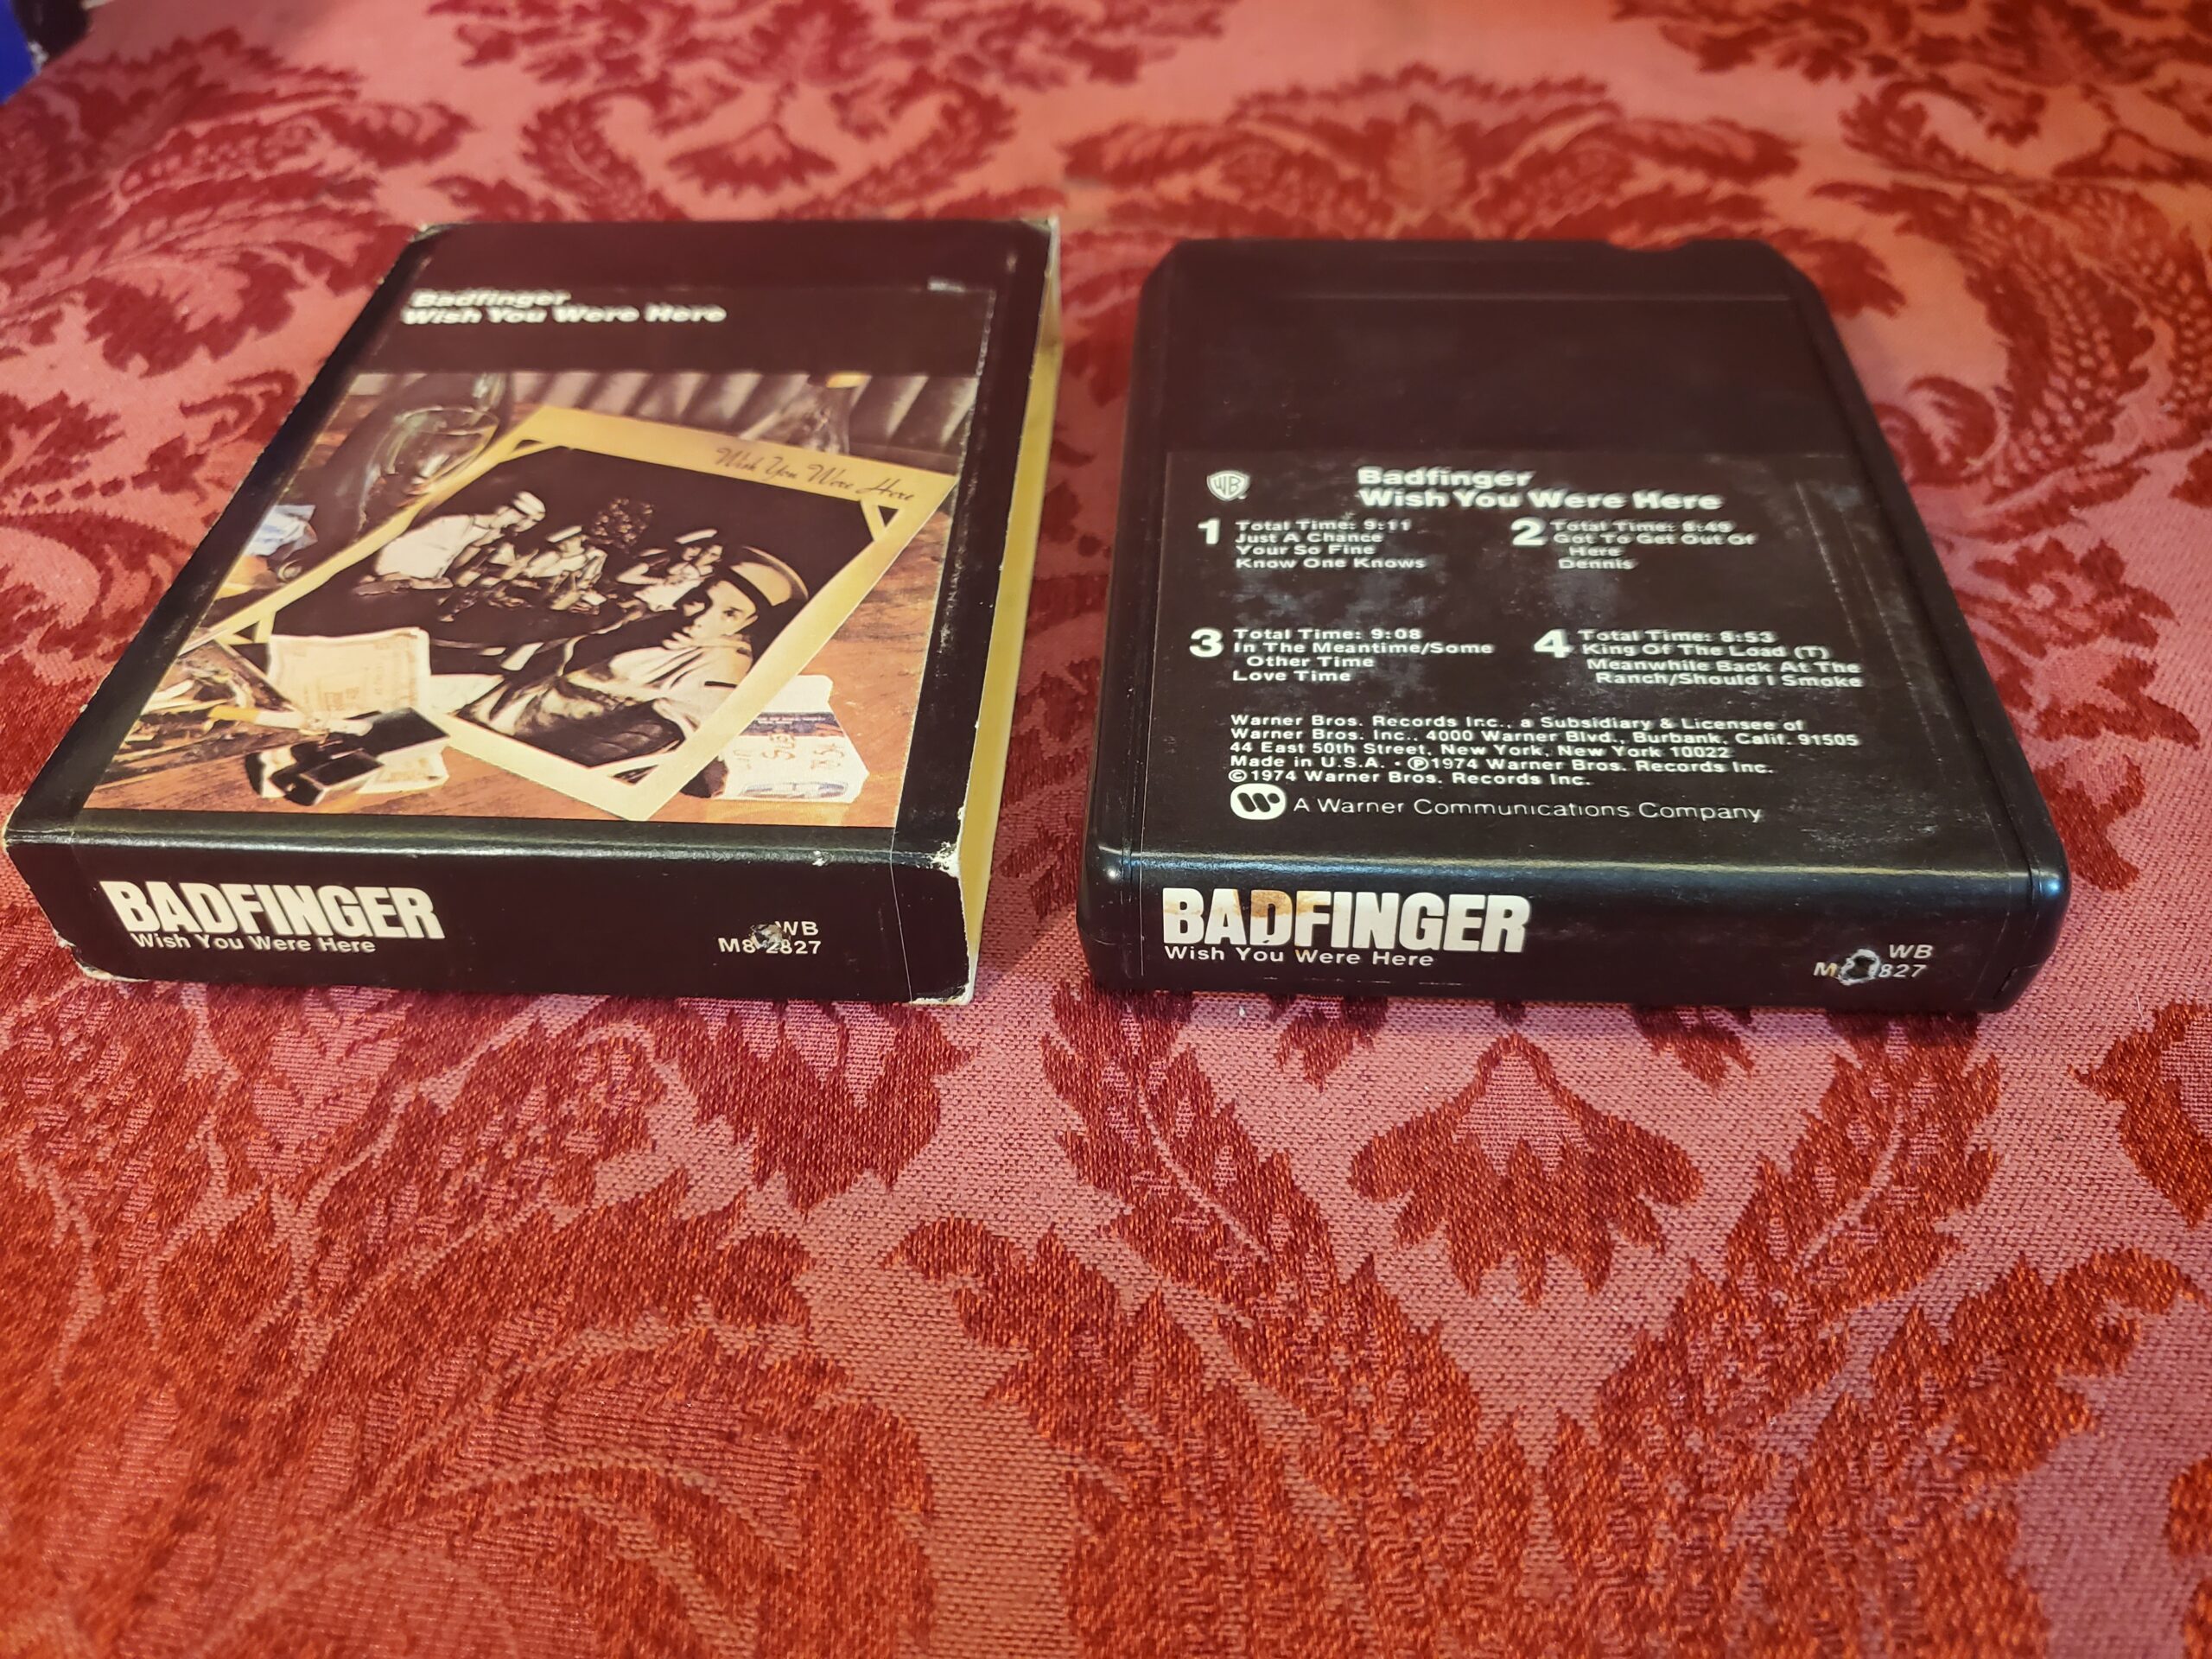 Badfinger
Wish You Were Here
Wish You Were Here
BADFINGER
Wish You Were Here
WB
M8 2827
WB
Badfinger
Wish You Were Here
1 Total Time: 9:11
Just A Chance
Your So Fine
Know One Knows
2 Total Time: 8:49
Got To Get Out Of
Here
Dennis
3 Total Time: 9:08
In The Meantime/Some
Other Time
Love Time
4 Total Time: 8:53
King Of The Load (T)
Meanwhile Back At The
Ranch/Should I Smoke
Warner Bros. Records Inc., a Subsidiary & Licensee of
Warner Bros. Inc., 4000 Warner Blvd., Burbank, Calif. 91505
44 East 50th Street, New York, New York 10022
Made in U.S.A. • ℗1974 Warner Bros. Records Inc.
©1974 Warner Bros. Records Inc.
A Warner Communications Company
BADFINGER
Wish You Were Here
WB
M 827